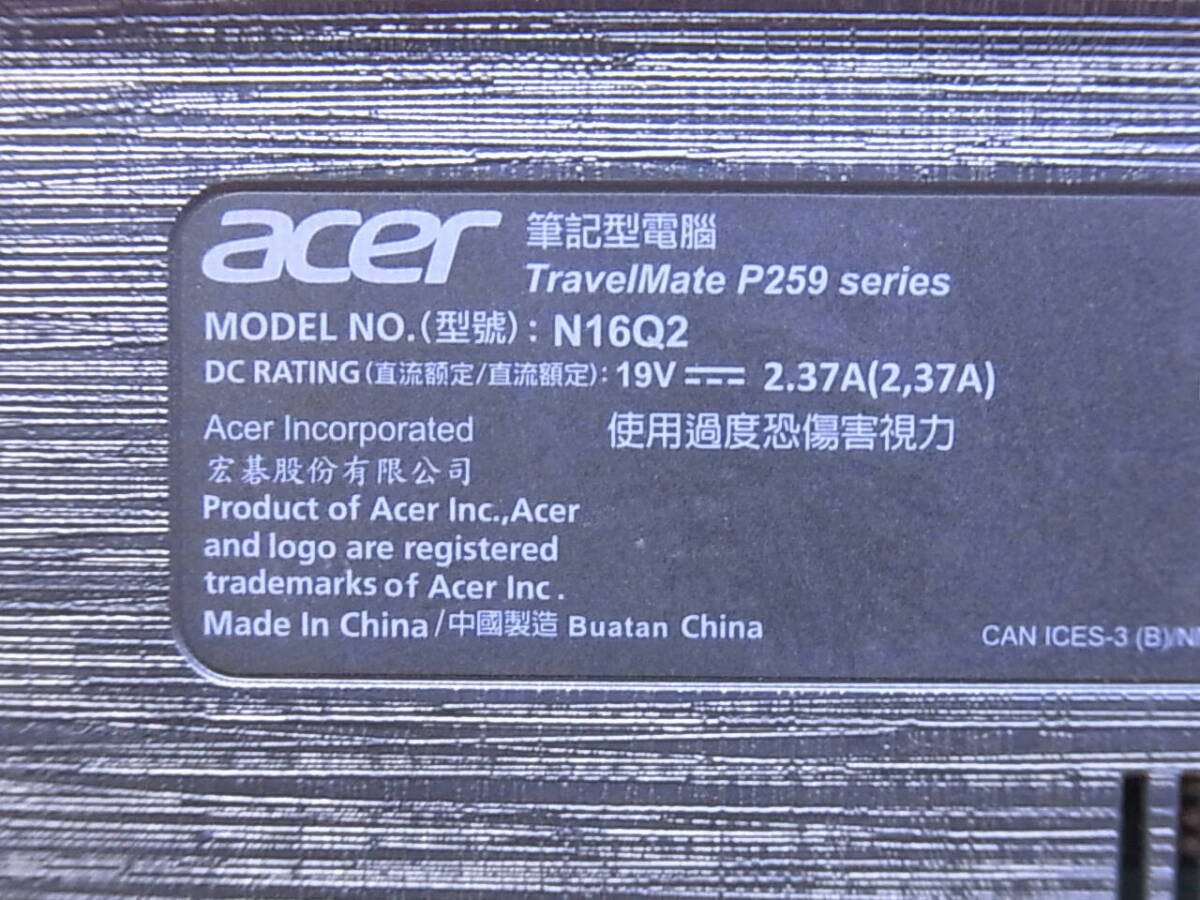 acer 筆記型電腦
TravelMate P259 series
MODEL NO.(型號): N16Q2
DC RATING(直流额定/直流額定): 19V ⎓ 2.37A(2,37A)
Acer Incorporated 使用過度恐傷害視力
宏碁股份有限公司
Product of Acer Inc.,Acer
and logo are registered
trademarks of Acer Inc .
Made In China/中國製造 Buatan China
CAN ICES-3 (B)/N